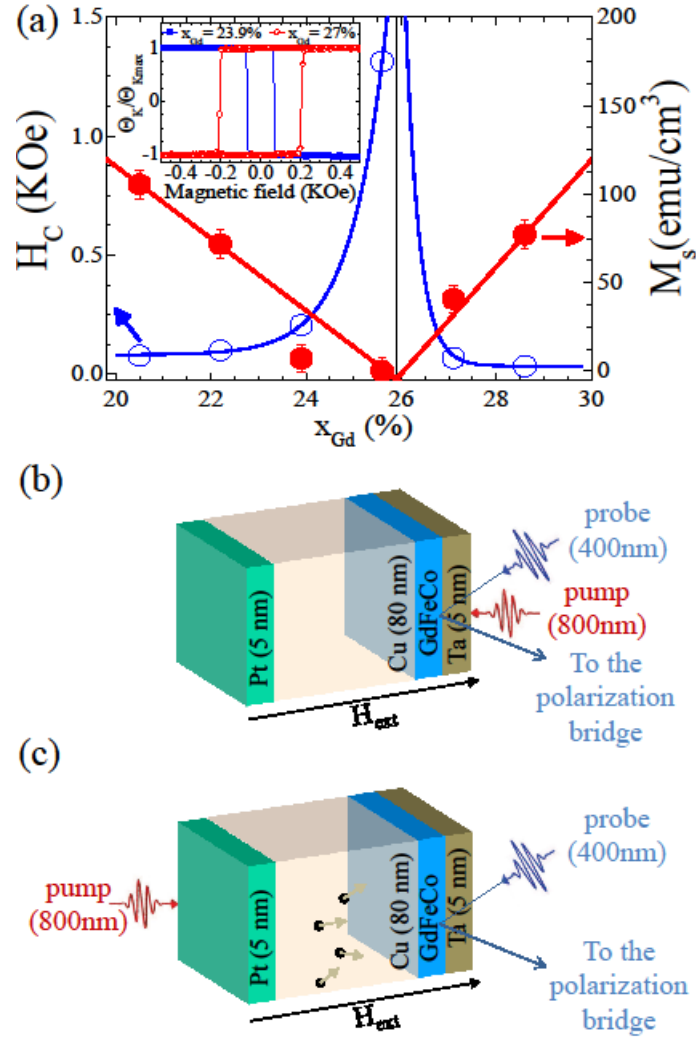 (a)
H_C (KOe)
1.5
1.0
0.5
0.0
x_Gd = 23.9% x_Gd = 27%
Θ_K/Θ_Kmax
1
0
-1
-0.4 -0.2 0.0 0.2 0.4
Magnetic field (KOe)
200
150
100
50
0
M_s(emu/cm^3)
20 22 24 26 28 30
x_Gd (%)
(b)
Pt (5 nm)
Cu (80 nm)
GdFeCo
Ta (5 nm)
probe
(400nm)
pump
(800nm)
To the
polarization
bridge
H_ext
(c)
pump
(800nm)
Pt (5 nm)
Cu (80 nm)
GdFeCo
Ta (5 nm)
probe
(400nm)
To the
polarization
bridge
H_ext